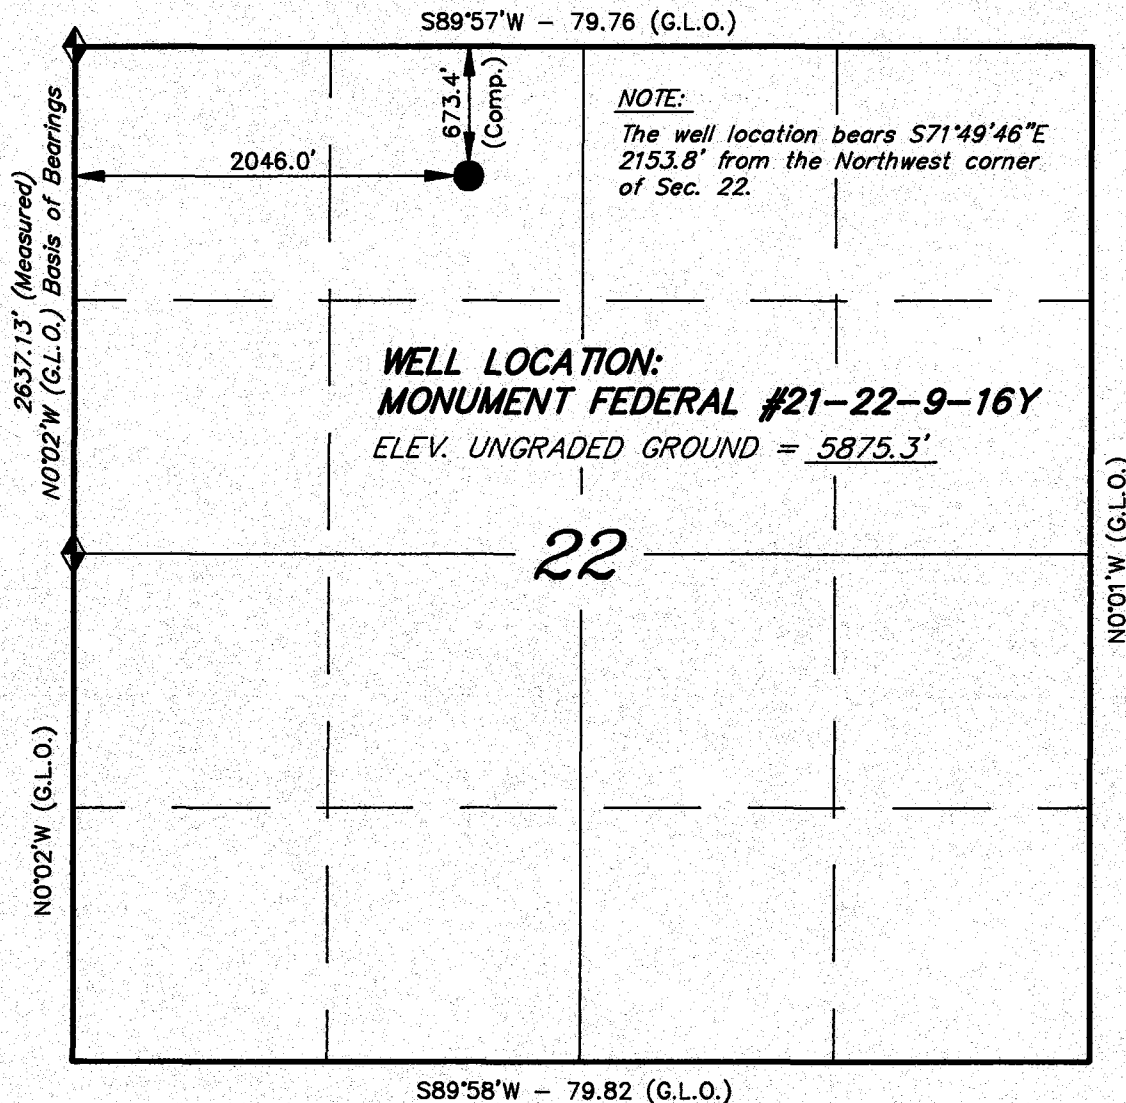 S89°57'W – 79.76 (G.L.O.)
673.4'
(Comp.)
2046.0'
NOTE:
The well location bears S71°49'46"E
2153.8' from the Northwest corner
of Sec. 22.
2637.13' (Measured)
N0°02'W (G.L.O.) Basis of Bearings
WELL LOCATION:
MONUMENT FEDERAL #21-22-9-16Y
ELEV. UNGRADED GROUND = 5875.3'
22
N0°01'W (G.L.O.)
N0°02'W (G.L.O.)
S89°58'W – 79.82 (G.L.O.)